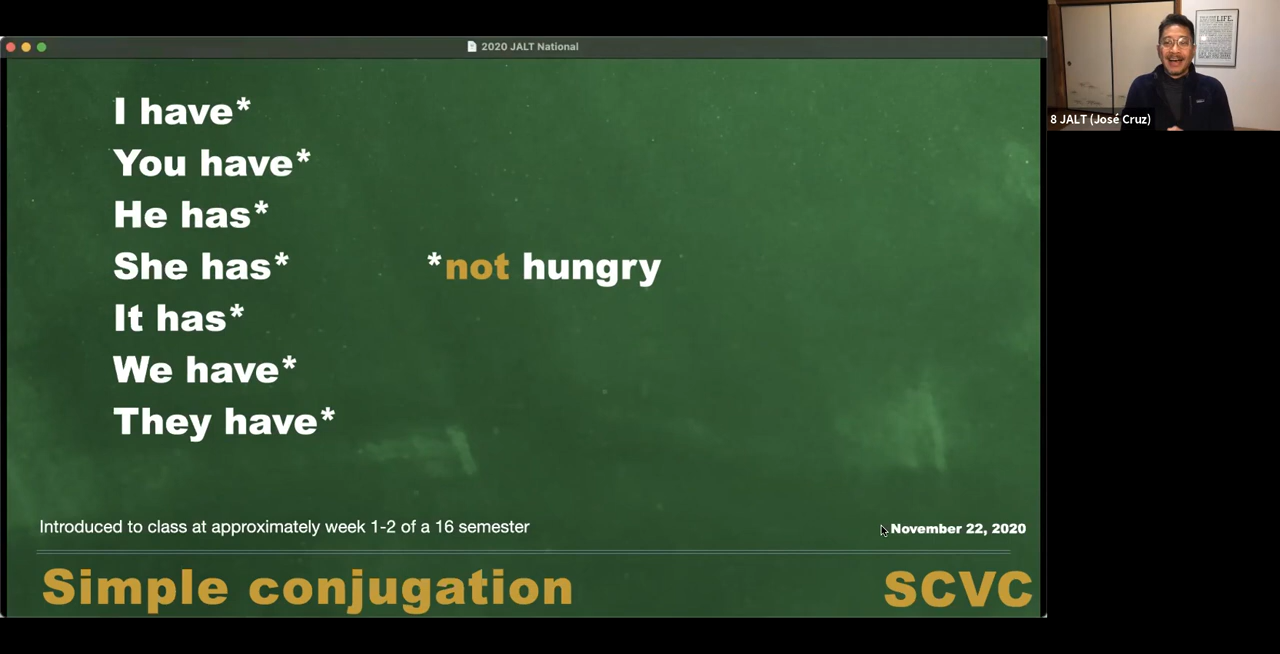 2020 JALT National
I have*
You have*
He has*
She has*
*not hungry
It has*
We have*
They have*
Introduced to class at approximately week 1-2 of a 16 semester
November 22, 2020
Simple conjugation
SCVC
LIFE.
8 JALT (José Cruz)